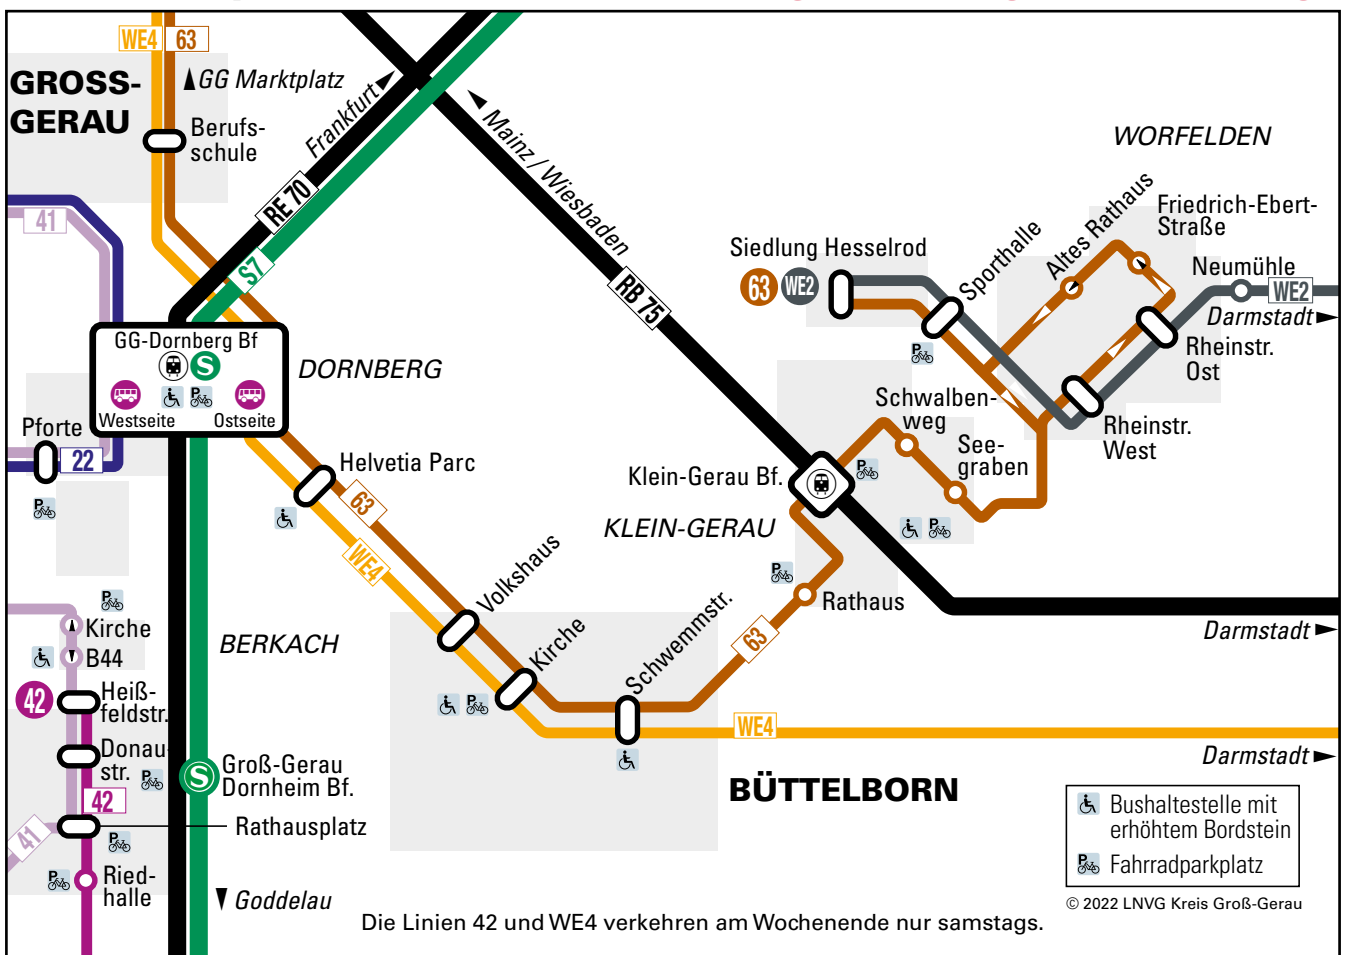 WE4
63
GROSS-
GERAU
GG Marktplatz
Berufs-
schule
Frankfurt
RE 70
S7
Mainz / Wiesbaden
RB 75
WORFELDEN
Siedlung Hesselrod
63
WE2
Sporthalle
Altes Rathaus
Friedrich-Ebert-
Straße
Neumühle
WE2
Darmstadt
Rheinstr.
Ost
Rheinstr.
West
41
22
Pforte
GG-Dornberg Bf
S
Westseite
Ostseite
DORNBERG
Helvetia Parc
63
WE4
Schwalben-
weg
See-
graben
Klein-Gerau Bf.
KLEIN-GERAU
Rathaus
63
Volkshaus
Kirche
Schwemmstr.
WE4
Darmstadt
Darmstadt
BÜTTELBORN
BERKACH
Kirche
B44
42
Heiß-
feldstr.
Donau-
str.
42
41
S
Groß-Gerau
Dornheim Bf.
Rathausplatz
Ried-
halle
Goddelau
P
P
P
P
P
P
P
P
P
P
P
P
Bushaltestelle mit
erhöhtem Bordstein
P
Fahrradparkplatz
© 2022 LNVG Kreis Groß-Gerau
Die Linien 42 und WE4 verkehren am Wochenende nur samstags.